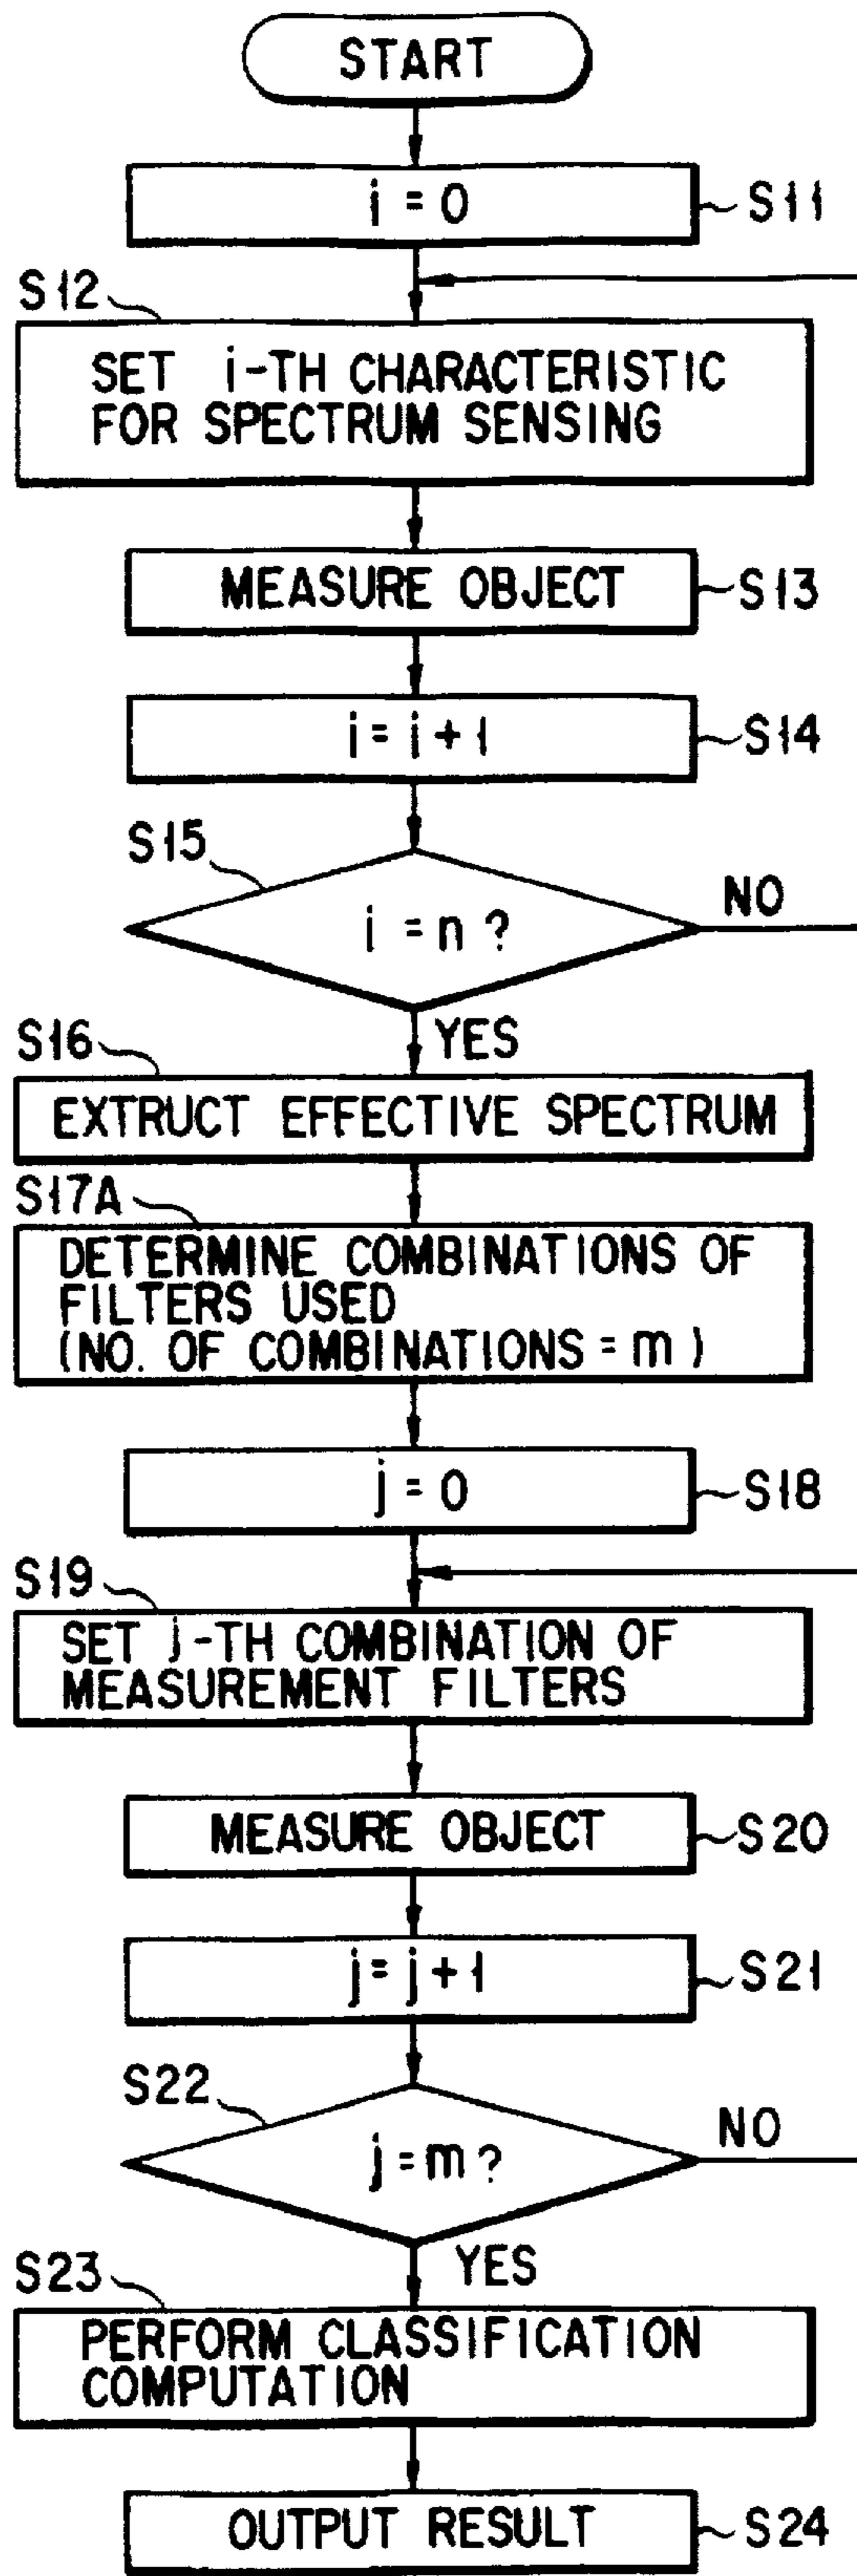 START
i = 0
S11
S12
SET i-TH CHARACTERISTIC
FOR SPECTRUM SENSING
MEASURE OBJECT
S13
i = i + 1
S14
S15
i = n ?
NO
YES
S16
EXTRUCT EFFECTIVE SPECTRUM
S17A
DETERMINE COMBINATIONS OF
FILTERS USED
(NO. OF COMBINATIONS = m)
j = 0
S18
S19
SET j-TH COMBINATION OF
MEASUREMENT FILTERS
MEASURE OBJECT
S20
j = j + 1
S21
S22
j = m ?
NO
YES
S23
PERFORM CLASSIFICATION
COMPUTATION
OUTPUT RESULT
S24